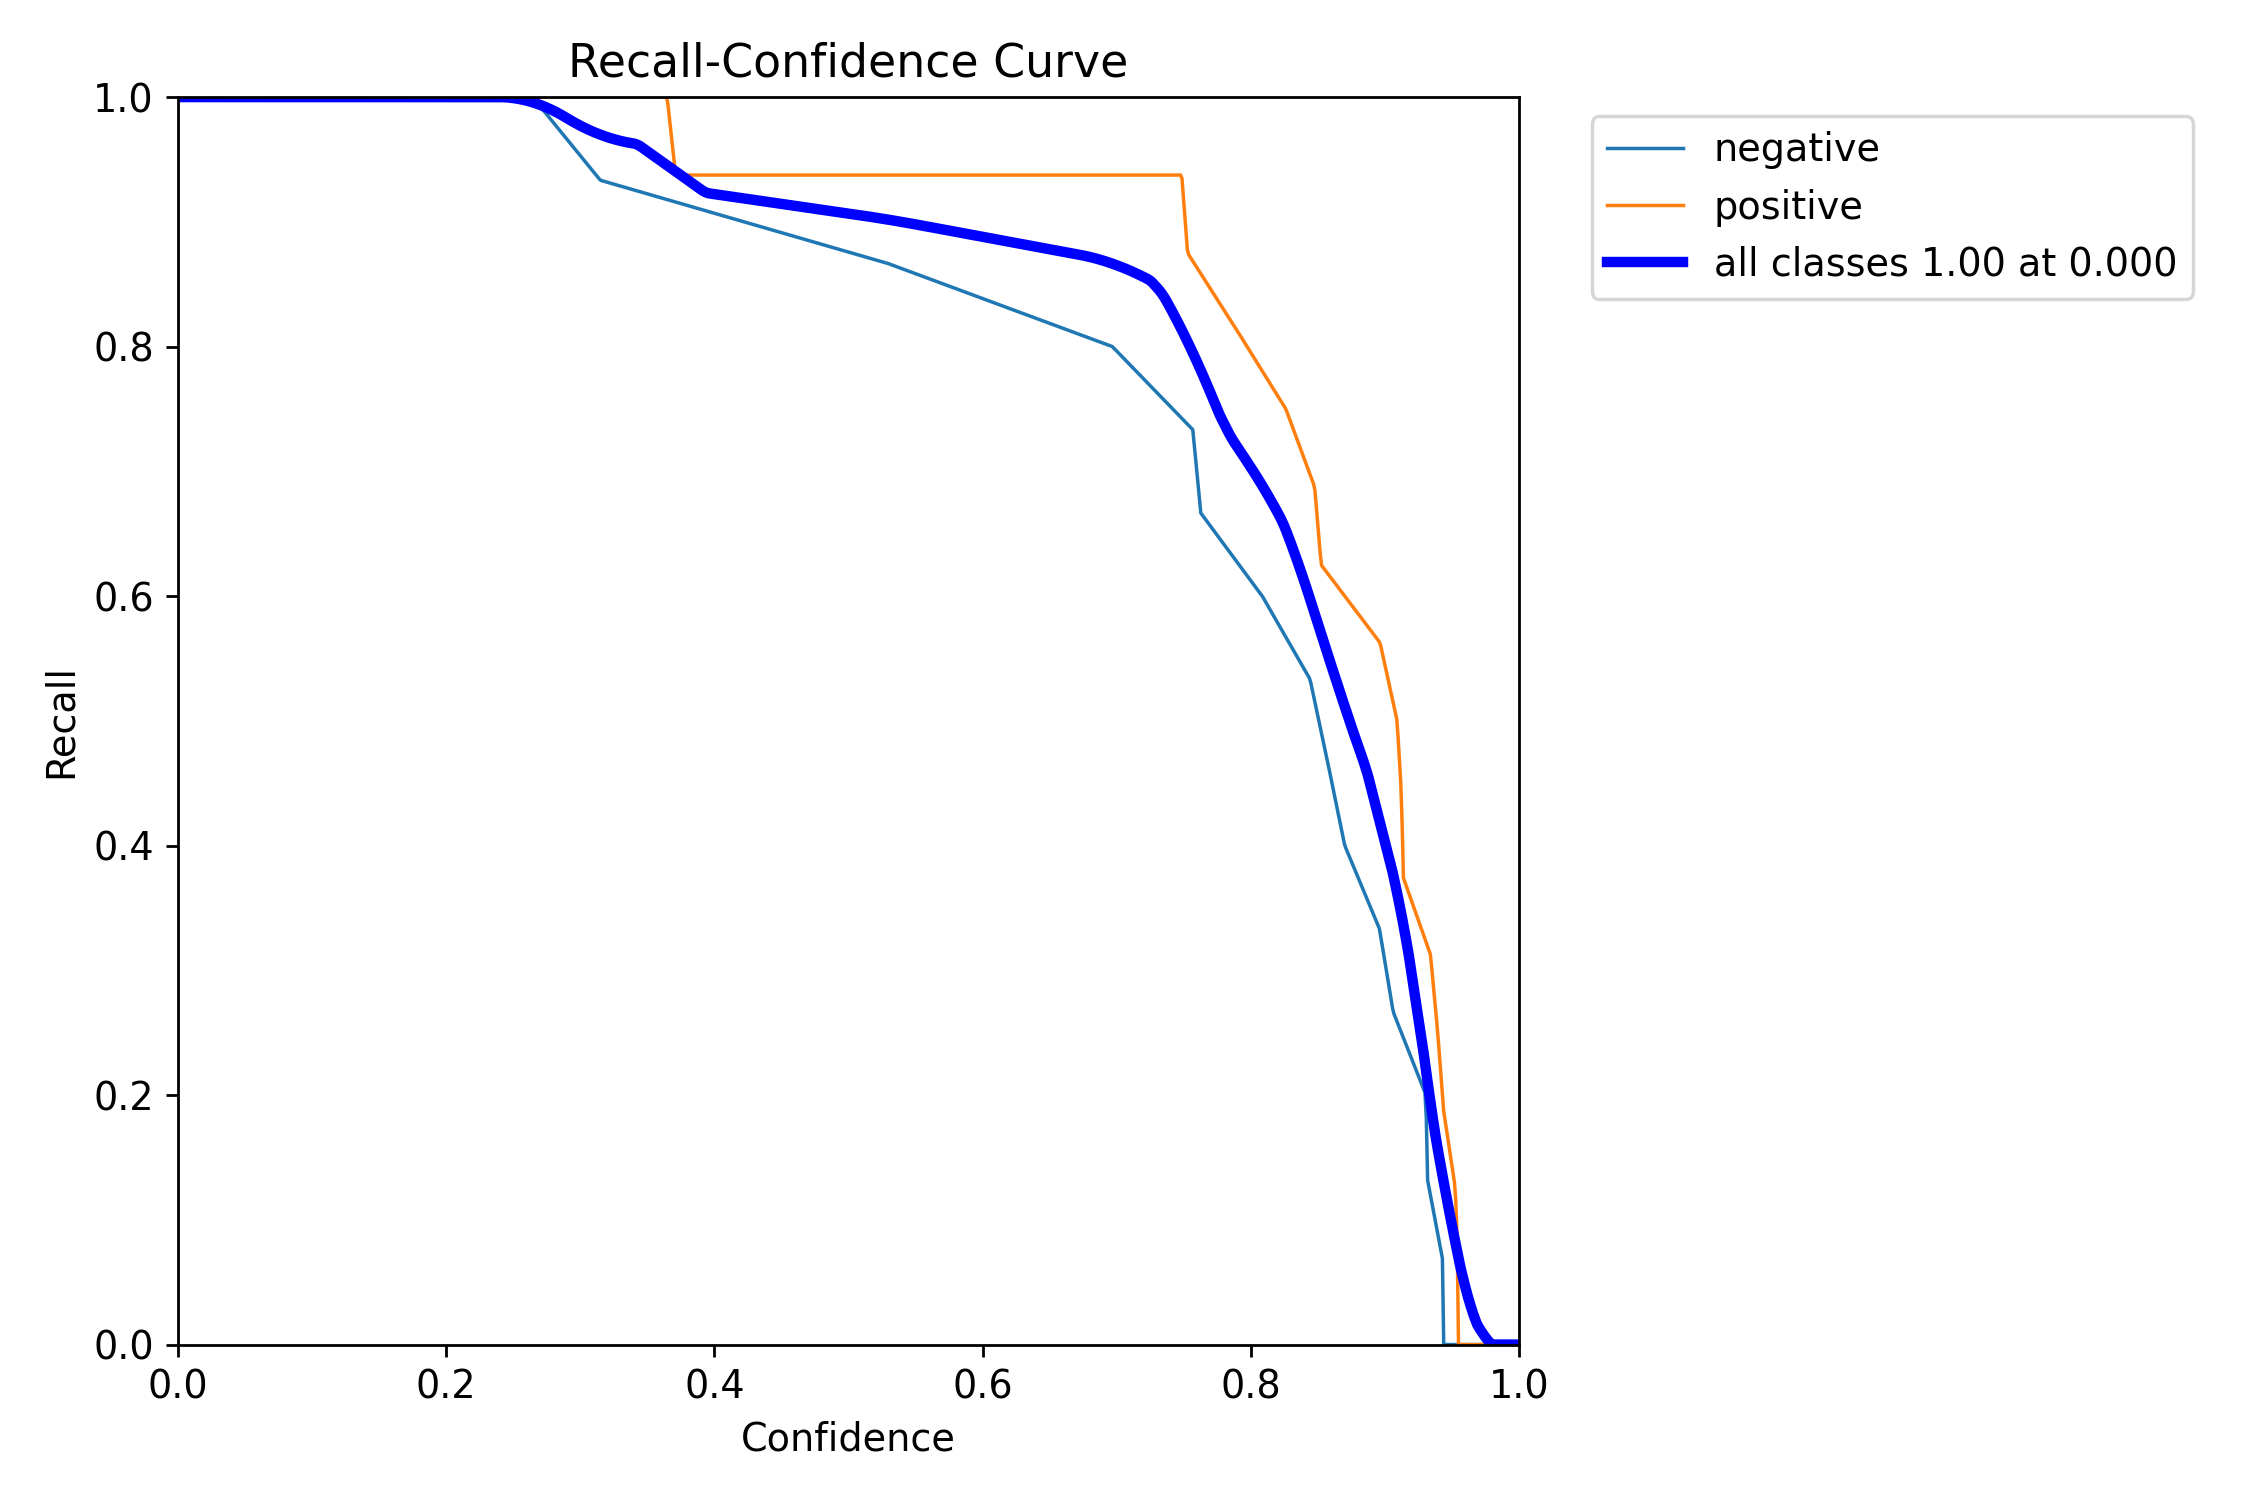 Recall-Confidence Curve
1.0
0.8
0.6
0.4
0.2
0.0
Recall
0.0 0.2 0.4 0.6 0.8 1.0
Confidence
negative
positive
all classes 1.00 at 0.000